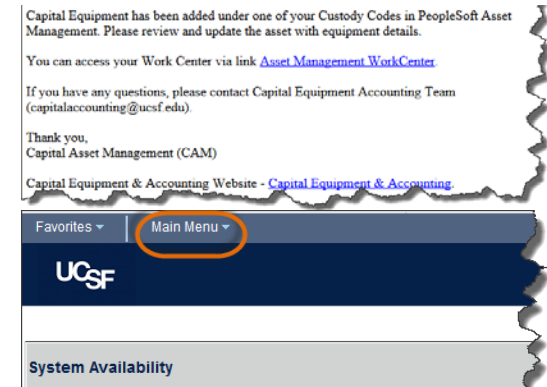 Capital Equipment has been added under one of your Custody Codes in PeopleSoft Asset
Management. Please review and update the asset with equipment details.
You can access your Work Center via link Asset Management WorkCenter.
If you have any questions, please contact Capital Equipment Accounting Team
(capitalaccounting@ucsf.edu).
Thank you,
Capital Asset Management (CAM)
Capital Equipment & Accounting Website - Capital Equipment & Accounting.
Favorites Main Menu
UCSF
System Availability